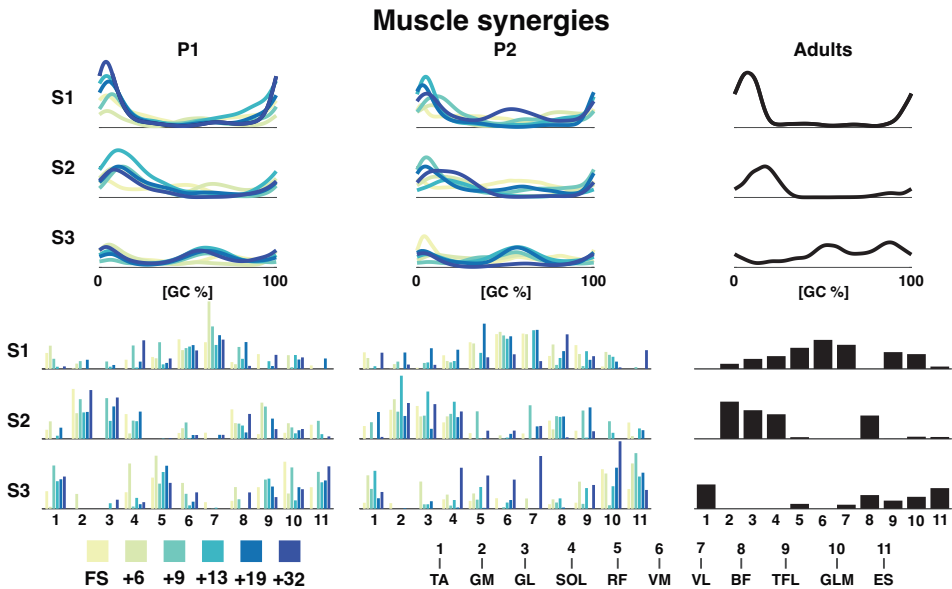 Muscle synergies
P1 P2 Adults
S1
S2
S3
0 100 0 100 0 100
[GC %] [GC %] [GC %]
S1
S2
S3
1 2 3 4 5 6 7 8 9 10 11 1 2 3 4 5 6 7 8 9 10 11 1 2 3 4 5 6 7 8 9 10 11
1 2 3 4 5 6 7 8 9 10 11
FS +6 +9 +13 +19 +32 TA GM GL SOL RF VM VL BF TFL GLM ES